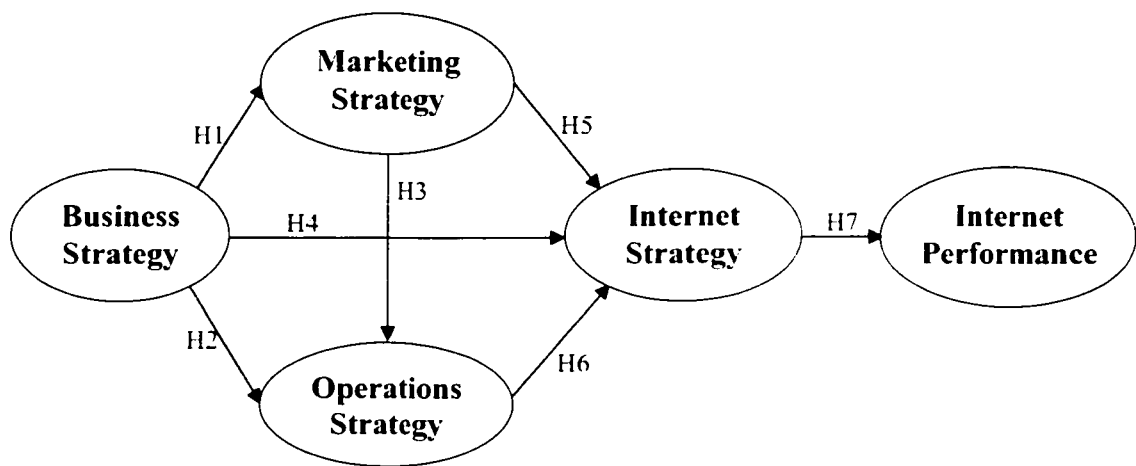 Marketing
Strategy
H1
H5
H3
Business
Strategy
H4
Internet
Strategy
H7
Internet
Performance
H2
H6
Operations
Strategy